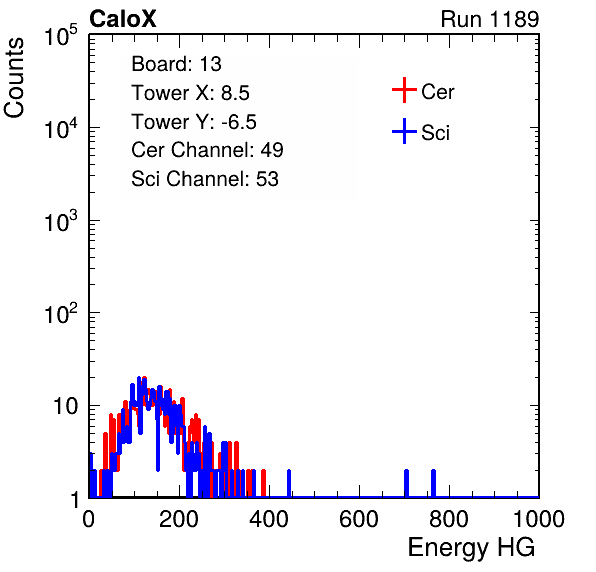 CaloX Run 1189
Counts
10^5
10^4
10^3
10^2
10
1
Board: 13
Tower X: 8.5
Tower Y: -6.5
Cer Channel: 49
Sci Channel: 53
Cer
Sci
0 200 400 600 800 1000
Energy HG